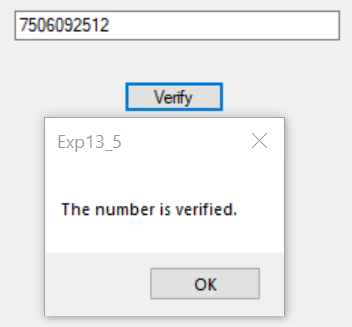 7506092512
Verify
Exp13_5
The number is verified.
OK